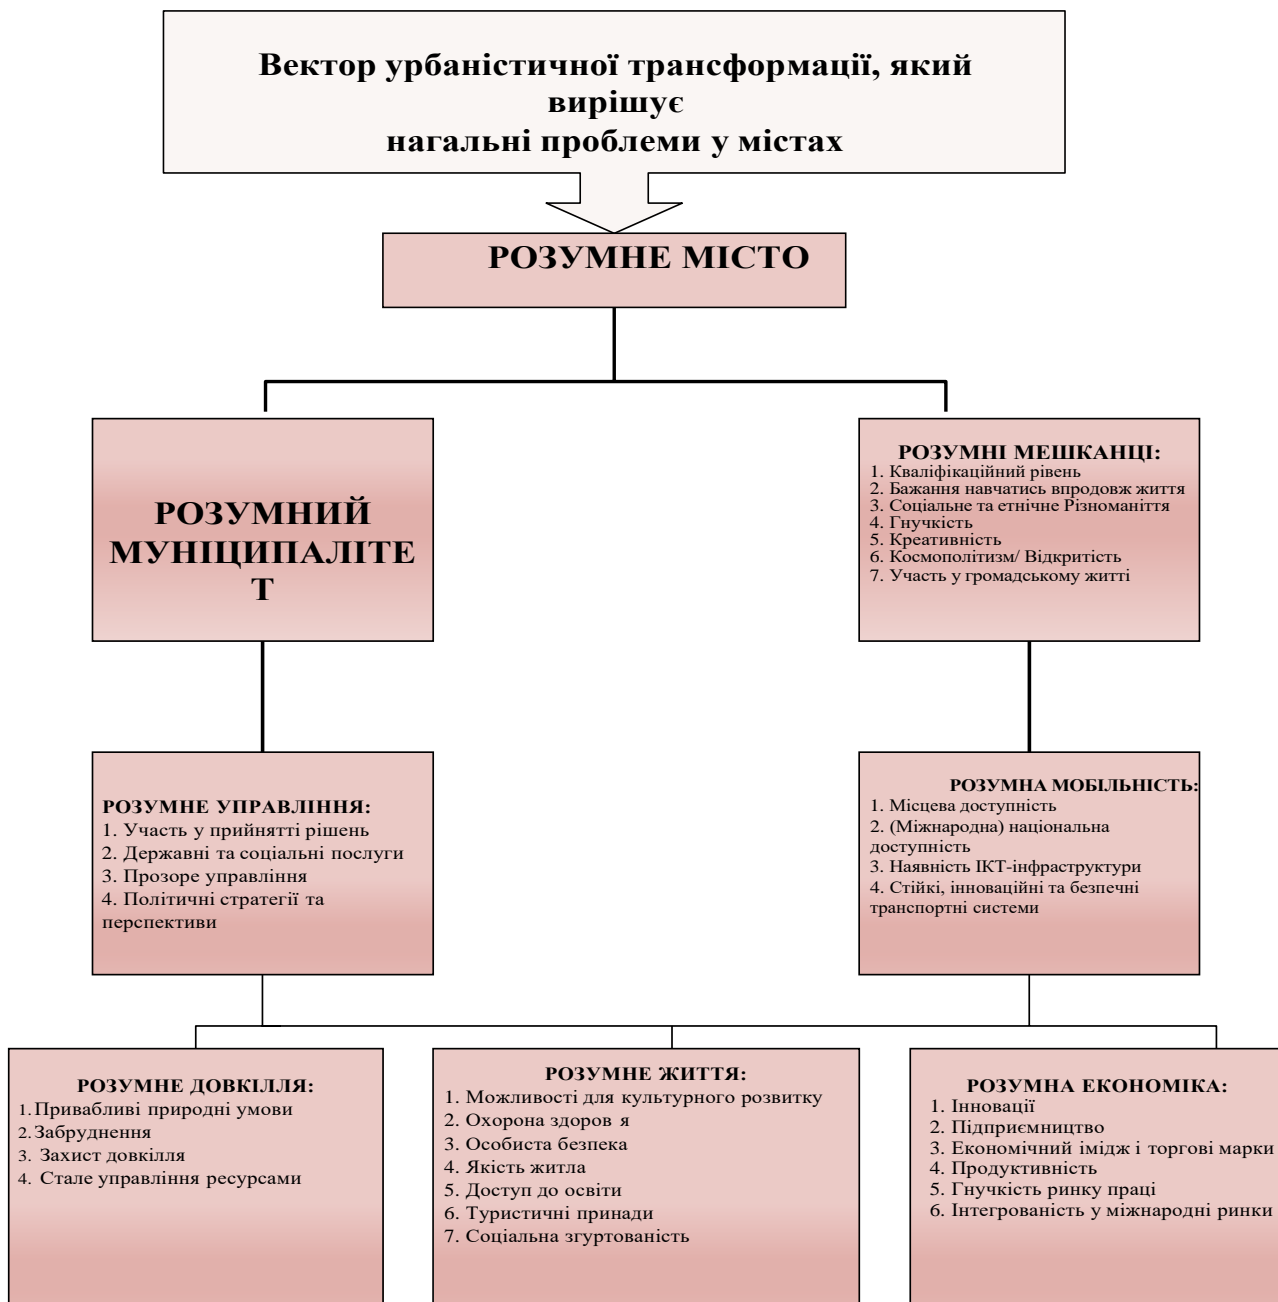 Вектор урбаністичної трансформації, який
вирішує
нагальні проблеми у містах
РОЗУМНЕ МІСТО
РОЗУМНИЙ
МУНІЦИПАЛІТЕ
Т
РОЗУМНІ МЕШКАНЦІ:
1. Кваліфікаційний рівень
2. Бажання навчатись впродовж життя
3. Соціальне та етнічне Різноманіття
4. Гнучкість
5. Креативність
6. Космополітизм/ Відкритість
7. Участь у громадському житті
РОЗУМНЕ УПРАВЛІННЯ:
1. Участь у прийнятті рішень
2. Державні та соціальні послуги
3. Прозоре управління
4. Політичні стратегії та
перспективи
РОЗУМНА МОБІЛЬНІСТЬ:
1. Місцева доступність
2. (Міжнародна) національна
доступність
3. Наявність ІКТ-інфраструктури
4. Стійкі, інноваційні та безпечні
транспортні системи
РОЗУМНЕ ДОВКІЛЛЯ:
1. Привабливі природні умови
2. Забруднення
3. Захист довкілля
4. Стале управління ресурсами
РОЗУМНЕ ЖИТТЯ:
1. Можливості для культурного розвитку
2. Охорона здоров я
3. Особиста безпека
4. Якість житла
5. Доступ до освіти
6. Туристичні принади
7. Соціальна згуртованість
РОЗУМНА ЕКОНОМІКА:
1. Інновації
2. Підприємництво
3. Економічний імідж і торгові марки
4. Продуктивність
5. Гнучкість ринку праці
6. Інтегрованість у міжнародні ринки